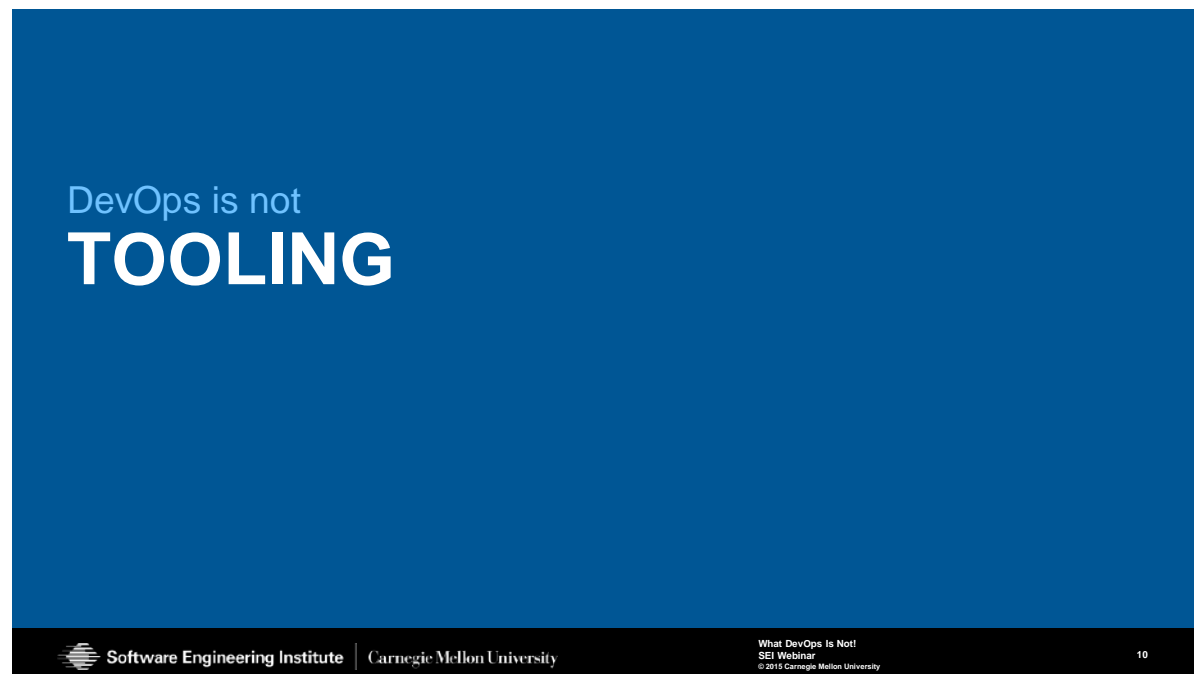 DevOps is not
TOOLING
Software Engineering Institute
Carnegie Mellon University
What DevOps Is Not!
SEI Webinar
© 2015 Carnegie Mellon University
10